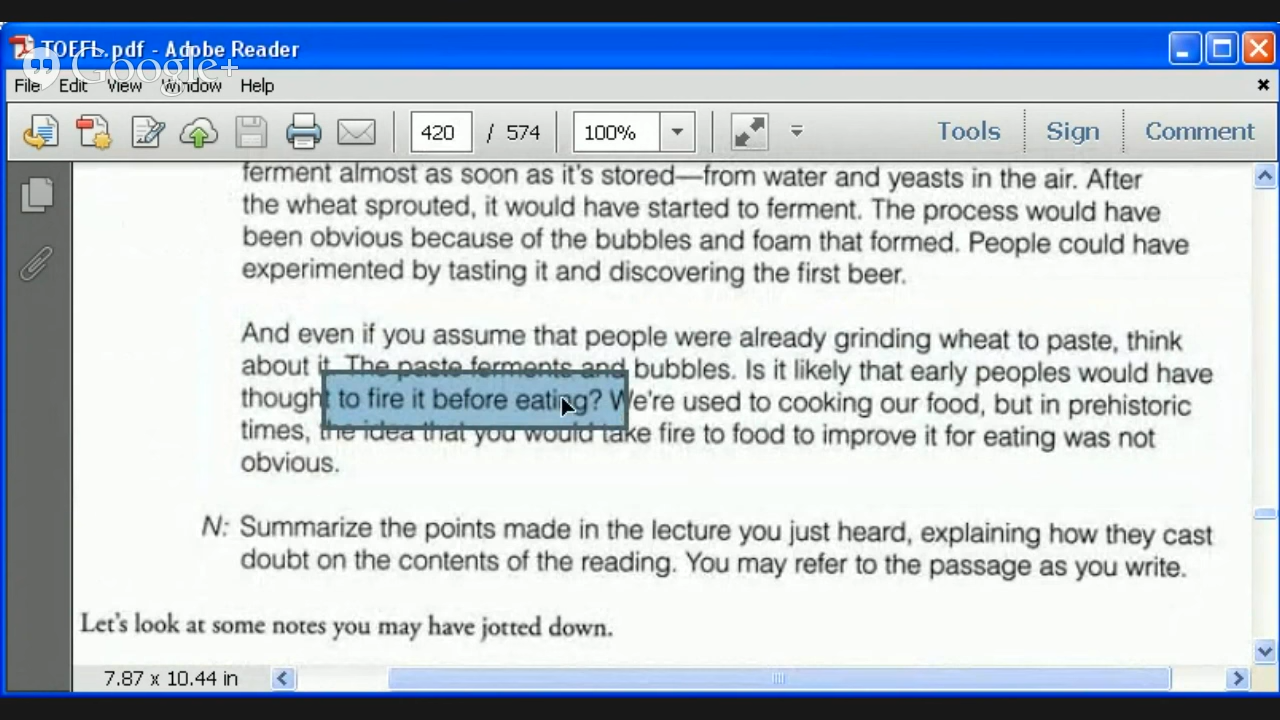 TOEFL.pdf - Adobe Reader
Google+
File Edit View Window Help
420 / 574 100% Tools Sign Comment
ferment almost as soon as it's stored—from water and yeasts in the air. After
the wheat sprouted, it would have started to ferment. The process would have
been obvious because of the bubbles and foam that formed. People could have
experimented by tasting it and discovering the first beer.
And even if you assume that people were already grinding wheat to paste, think
about it. The paste ferments and bubbles. Is it likely that early peoples would have
thought to fire it before eating? We're used to cooking our food, but in prehistoric
times, the idea that you would take fire to food to improve it for eating was not
obvious.
N: Summarize the points made in the lecture you just heard, explaining how they cast
doubt on the contents of the reading. You may refer to the passage as you write.
Let's look at some notes you may have jotted down.
7.87 x 10.44 in